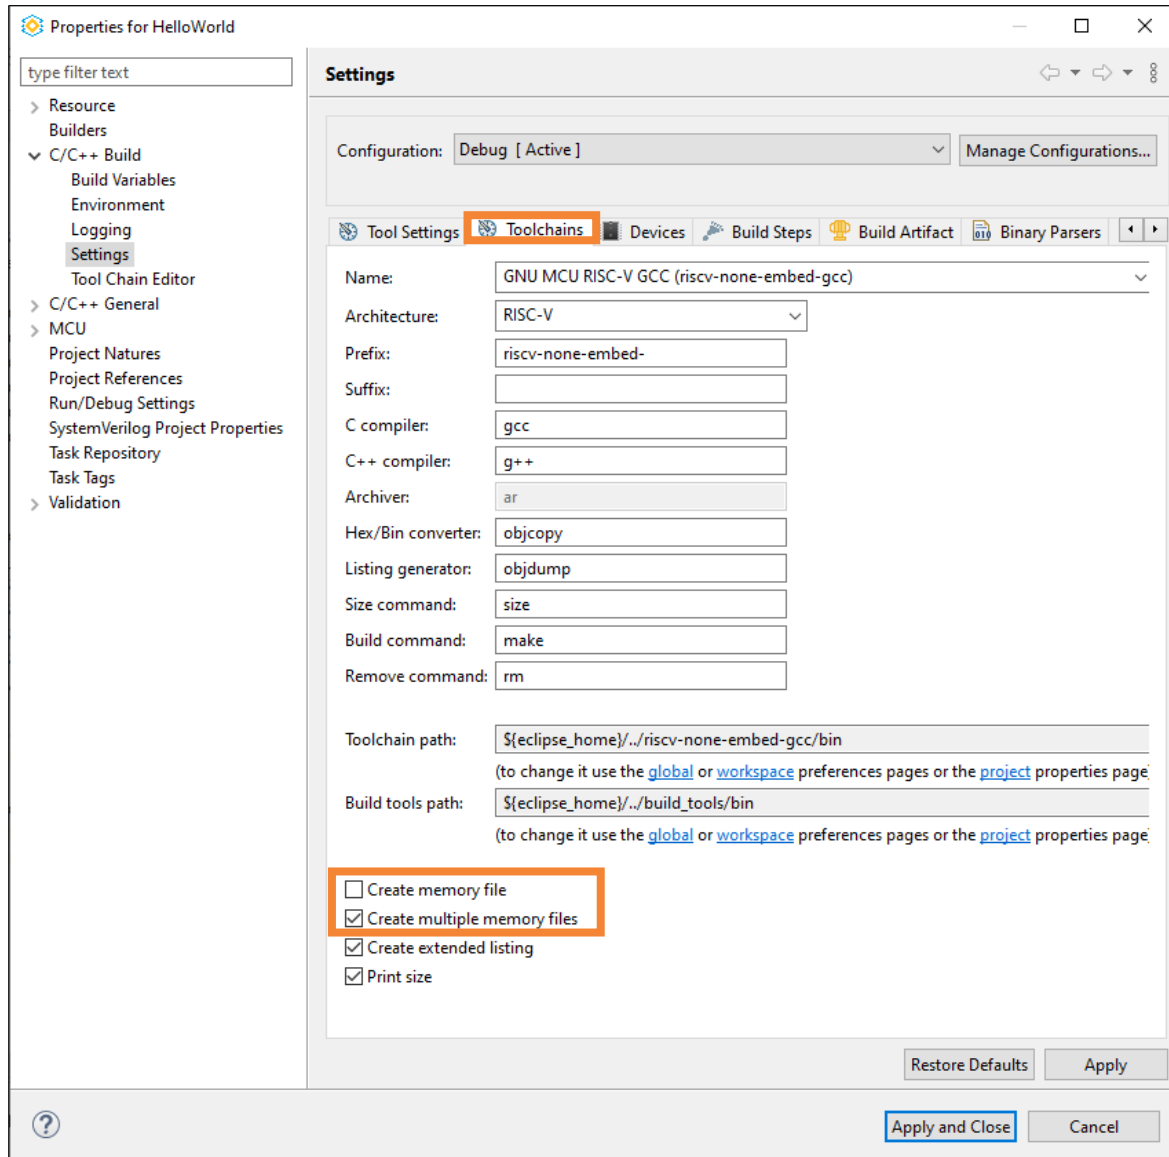 Properties for HelloWorld
type filter text
Resource
Builders
C/C++ Build
Build Variables
Environment
Logging
Settings
Tool Chain Editor
C/C++ General
MCU
Project Natures
Project References
Run/Debug Settings
SystemVerilog Project Properties
Task Repository
Task Tags
Validation
Settings
Configuration: Debug [ Active ] Manage Configurations...
Tool Settings Toolchains Devices Build Steps Build Artifact Binary Parsers
Name: GNU MCU RISC-V GCC (riscv-none-embed-gcc)
Architecture: RISC-V
Prefix: riscv-none-embed-
Suffix:
C compiler: gcc
C++ compiler: g++
Archiver: ar
Hex/Bin converter: objcopy
Listing generator: objdump
Size command: size
Build command: make
Remove command: rm
Toolchain path: ${eclipse_home}/../riscv-none-embed-gcc/bin
(to change it use the global or workspace preferences pages or the project properties page)
Build tools path: ${eclipse_home}/../build_tools/bin
(to change it use the global or workspace preferences pages or the project properties page)
Create memory file
Create multiple memory files
Create extended listing
Print size
Restore Defaults Apply
? Apply and Close Cancel